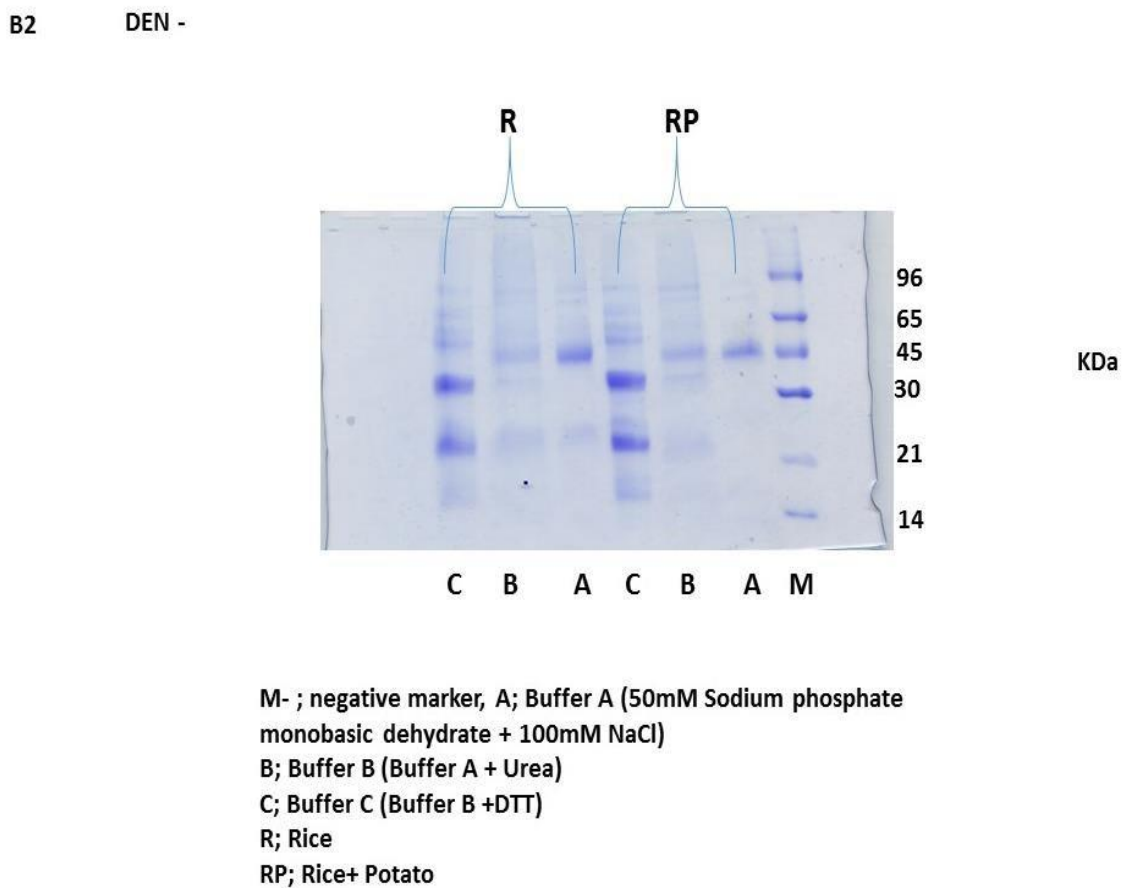 B2 DEN -
R RP
96
65
45
KDa
30
21
14
C B A C B A M
M- ; negative marker, A; Buffer A (50mM Sodium phosphate
monobasic dehydrate + 100mM NaCl)
B; Buffer B (Buffer A + Urea)
C; Buffer C (Buffer B +DTT)
R; Rice
RP; Rice+ Potato